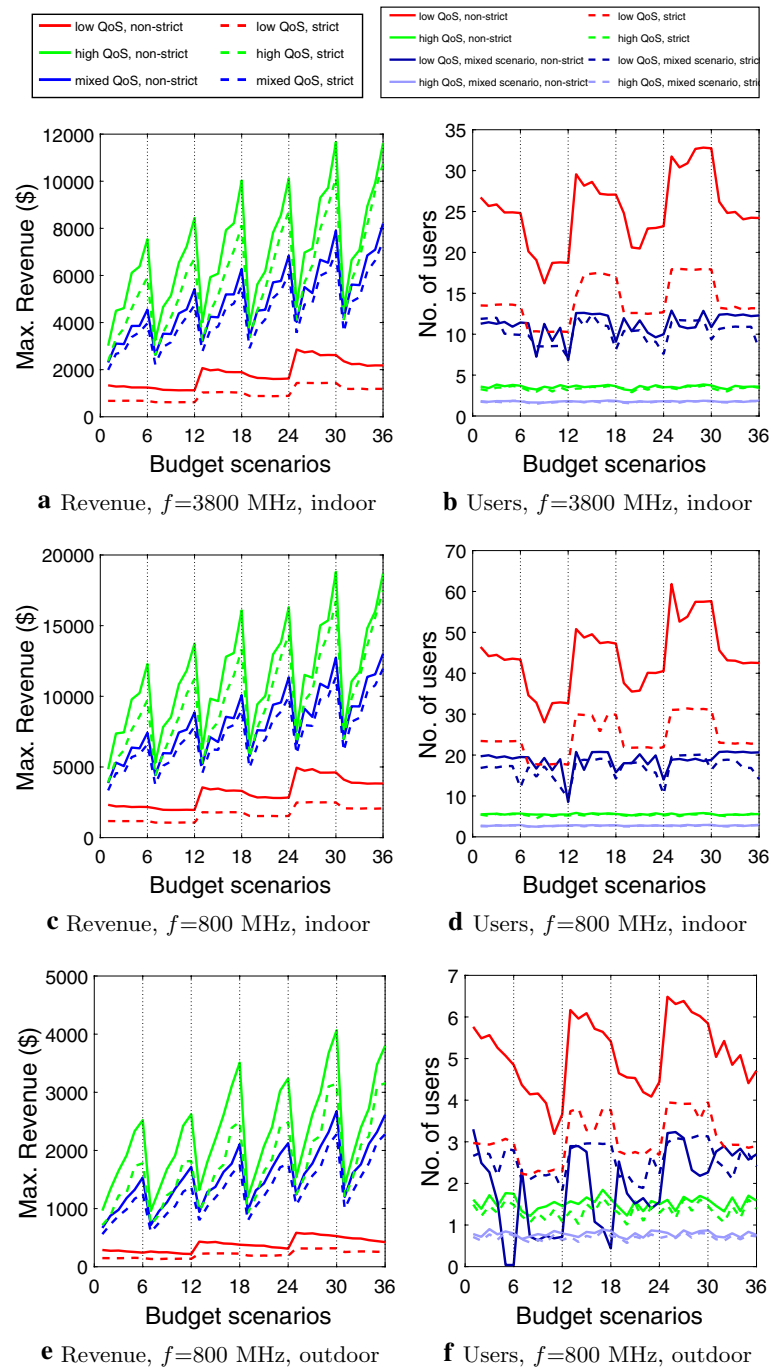 low QoS, non-strict low QoS, strict
high QoS, non-strict high QoS, strict
mixed QoS, non-strict mixed QoS, strict
low QoS, non-strict low QoS, strict
high QoS, non-strict high QoS, strict
low QoS, mixed scenario, non-strict low QoS, mixed scenario, stric
high QoS, mixed scenario, non-strict high QoS, mixed scenario, stric
Max. Revenue ($)
12000
10000
8000
6000
4000
2000
0
0 6 12 18 24 30 36
Budget scenarios
a Revenue, f=3800 MHz, indoor
No. of users
35
30
25
20
15
10
5
0
0 6 12 18 24 30 36
Budget scenarios
b Users, f=3800 MHz, indoor
Max. Revenue ($)
20000
15000
10000
5000
0
0 6 12 18 24 30 36
Budget scenarios
c Revenue, f=800 MHz, indoor
No. of users
70
60
50
40
30
20
10
0
0 6 12 18 24 30 36
Budget scenarios
d Users, f=800 MHz, indoor
Max. Revenue ($)
5000
4000
3000
2000
1000
0
0 6 12 18 24 30 36
Budget scenarios
e Revenue, f=800 MHz, outdoor
No. of users
7
6
5
4
3
2
1
0
0 6 12 18 24 30 36
Budget scenarios
f Users, f=800 MHz, outdoor